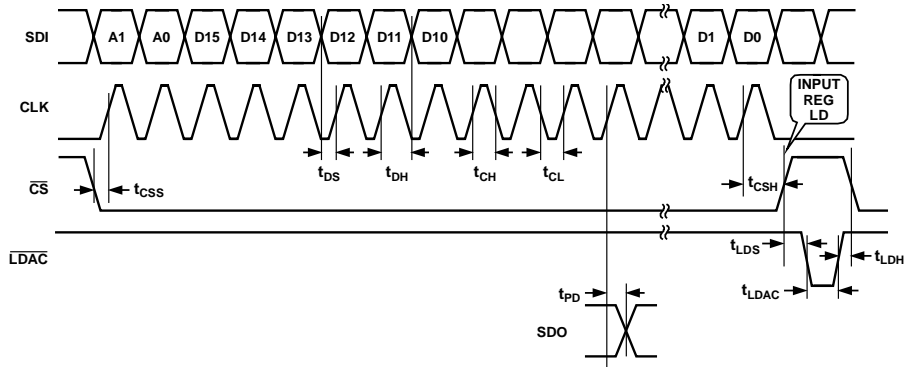 SDI A1 A0 D15 D14 D13 D12 D11 D10 D1 D0
CLK
INPUT
REG
LD
tDS tDH tCH tCL
CS tCSS tCSH
LDAC tLDS tLDH
tLDAC
tPD
SDO